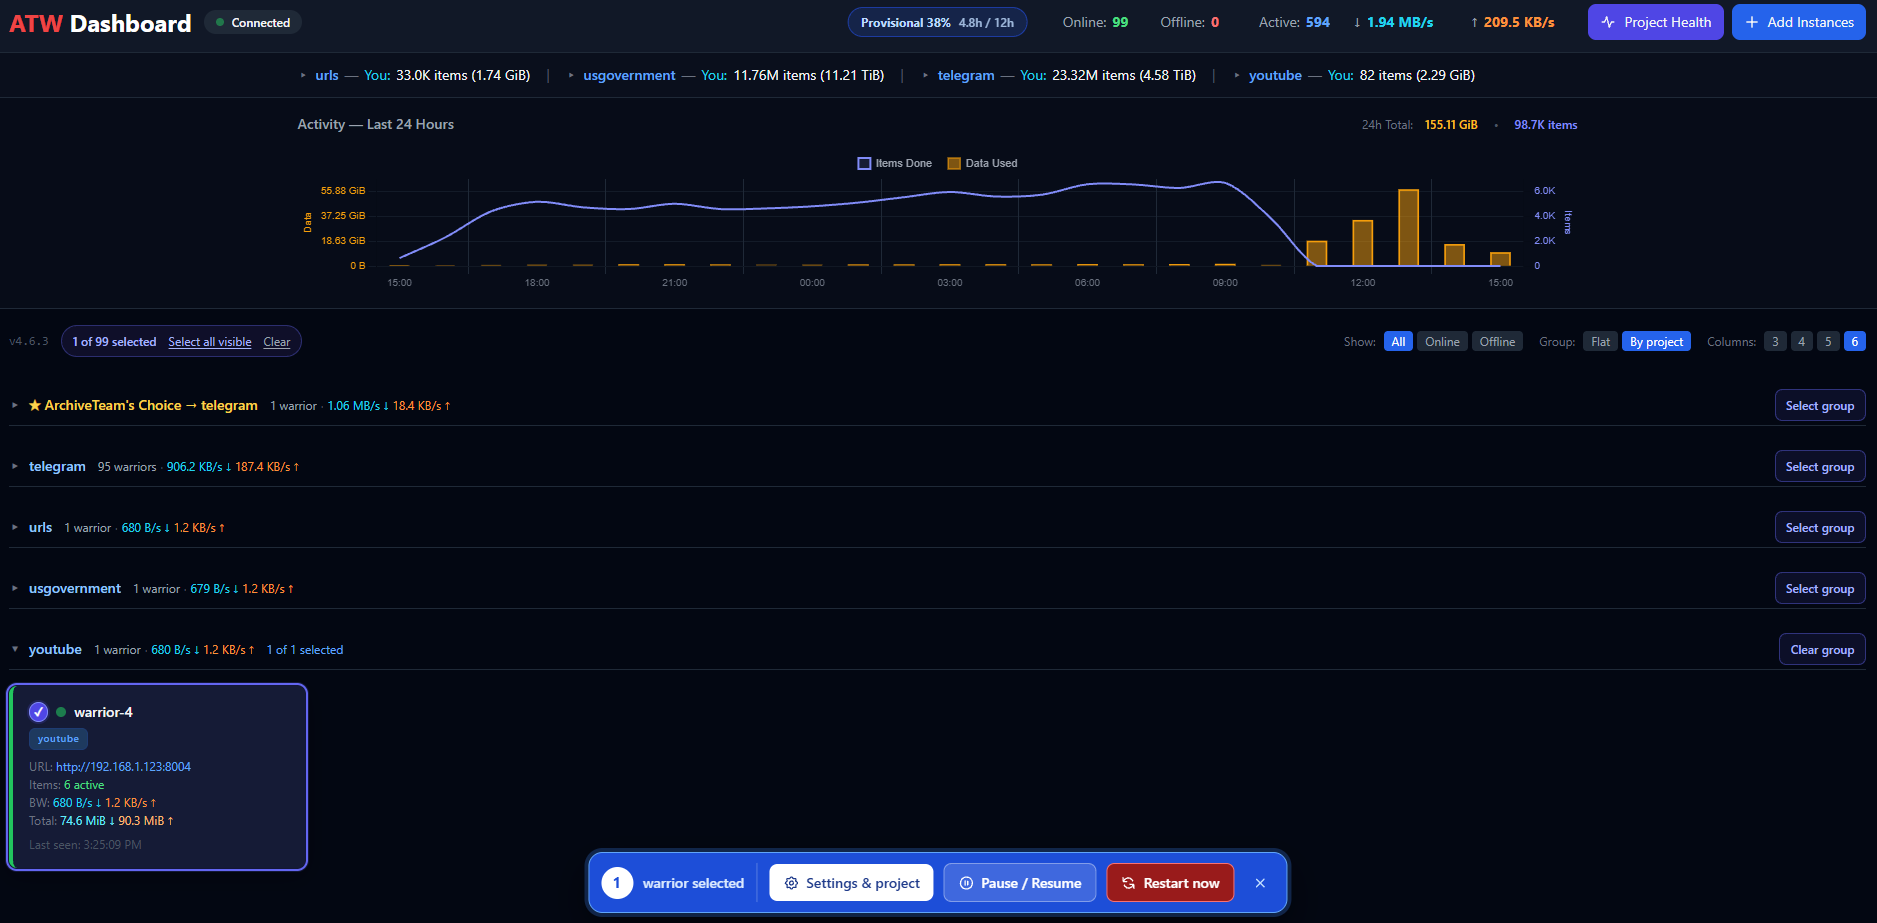 ATW Dashboard Connected Provisional 38% 4.8h / 12h Online: 99 Offline: 0 Active: 594 ↓ 1.94 MB/s ↑ 209.5 KB/s Project Health + Add Instances
▸ urls — You: 33.0K items (1.74 GiB) | ▸ usgovernment — You: 11.76M items (11.21 TiB) | ▸ telegram — You: 23.32M items (4.58 TiB) | ▸ youtube — You: 82 items (2.29 GiB)
Activity — Last 24 Hours 24h Total: 155.11 GiB • 98.7K items
Items Done Data Used
55.88 GiB 6.0K
37.25 GiB 4.0K
Data Items
18.63 GiB 2.0K
0 B 0
15:00 18:00 21:00 00:00 03:00 06:00 09:00 12:00 15:00
v4.6.3 1 of 99 selected Select all visible Clear Show: All Online Offline Group: Flat By project Columns: 3 4 5 6
▸ ★ ArchiveTeam's Choice → telegram 1 warrior · 1.06 MB/s ↓ 18.4 KB/s ↑ Select group
▸ telegram 95 warriors · 906.2 KB/s ↓ 187.4 KB/s ↑ Select group
▸ urls 1 warrior · 680 B/s ↓ 1.2 KB/s ↑ Select group
▸ usgovernment 1 warrior · 679 B/s ↓ 1.2 KB/s ↑ Select group
▾ youtube 1 warrior · 680 B/s ↓ 1.2 KB/s ↑ 1 of 1 selected Clear group
✓ warrior-4
youtube
URL: http://192.168.1.123:8004
Items: 6 active
BW: 680 B/s ↓ 1.2 KB/s ↑
Total: 74.6 MiB ↓ 90.3 MiB ↑
Last seen: 3:25:09 PM
1 warrior selected Settings & project Pause / Resume Restart now ×